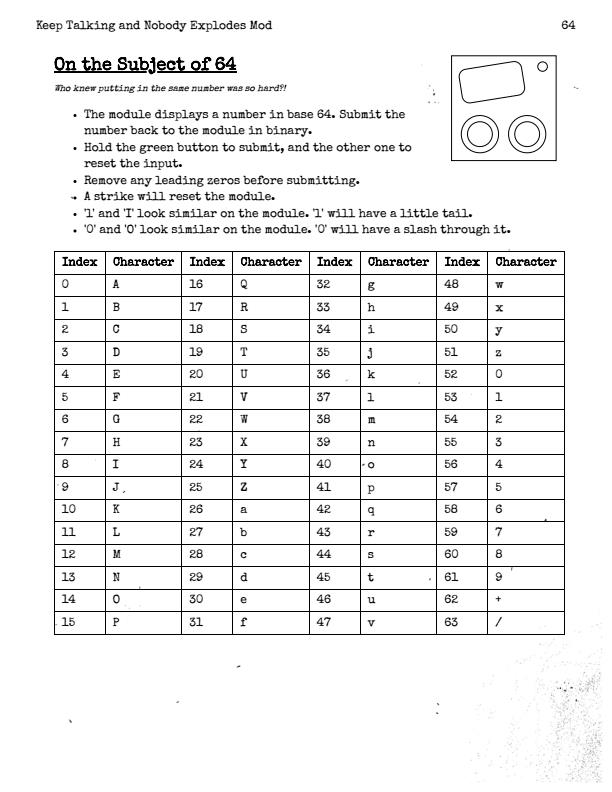 Keep Talking and Nobody Explodes Mod 64
On the Subject of 64
Who knew putting in the same number was so hard?!
• The module displays a number in base 64. Submit the
number back to the module in binary.
• Hold the green button to submit, and the other one to
reset the input.
• Remove any leading zeros before submitting.
• A strike will reset the module.
• 'l' and 'I' look similar on the module. 'l' will have a little tail.
• '0' and 'O' look similar on the module. '0' will have a slash through it.
Index Character Index Character Index Character Index Character
0 A 16 Q 32 g 48 w
1 B 17 R 33 h 49 x
2 C 18 S 34 i 50 y
3 D 19 T 35 j 51 z
4 E 20 U 36 k 52 0
5 F 21 V 37 l 53 1
6 G 22 W 38 m 54 2
7 H 23 X 39 n 55 3
8 I 24 Y 40 o 56 4
9 J 25 Z 41 p 57 5
10 K 26 a 42 q 58 6
11 L 27 b 43 r 59 7
12 M 28 c 44 s 60 8
13 N 29 d 45 t 61 9
14 O 30 e 46 u 62 +
15 P 31 f 47 v 63 /